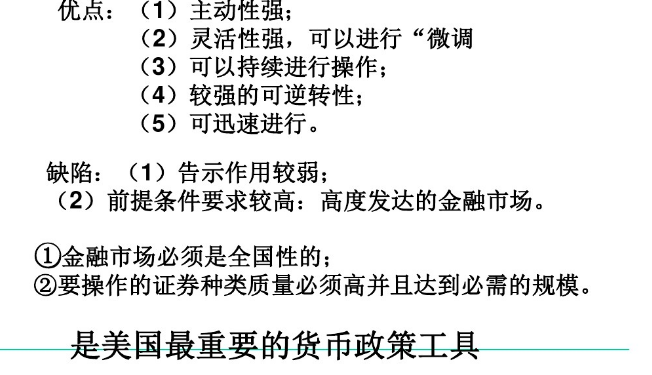 优点：（1）主动性强；
（2）灵活性强，可以进行“微调
（3）可以持续进行操作；
（4）较强的可逆转性；
（5）可迅速进行。
缺陷：（1）告示作用较弱；
（2）前提条件要求较高：高度发达的金融市场。
①金融市场必须是全国性的；
②要操作的证券种类质量必须高并且达到必需的规模。
是美国最重要的货币政策工具